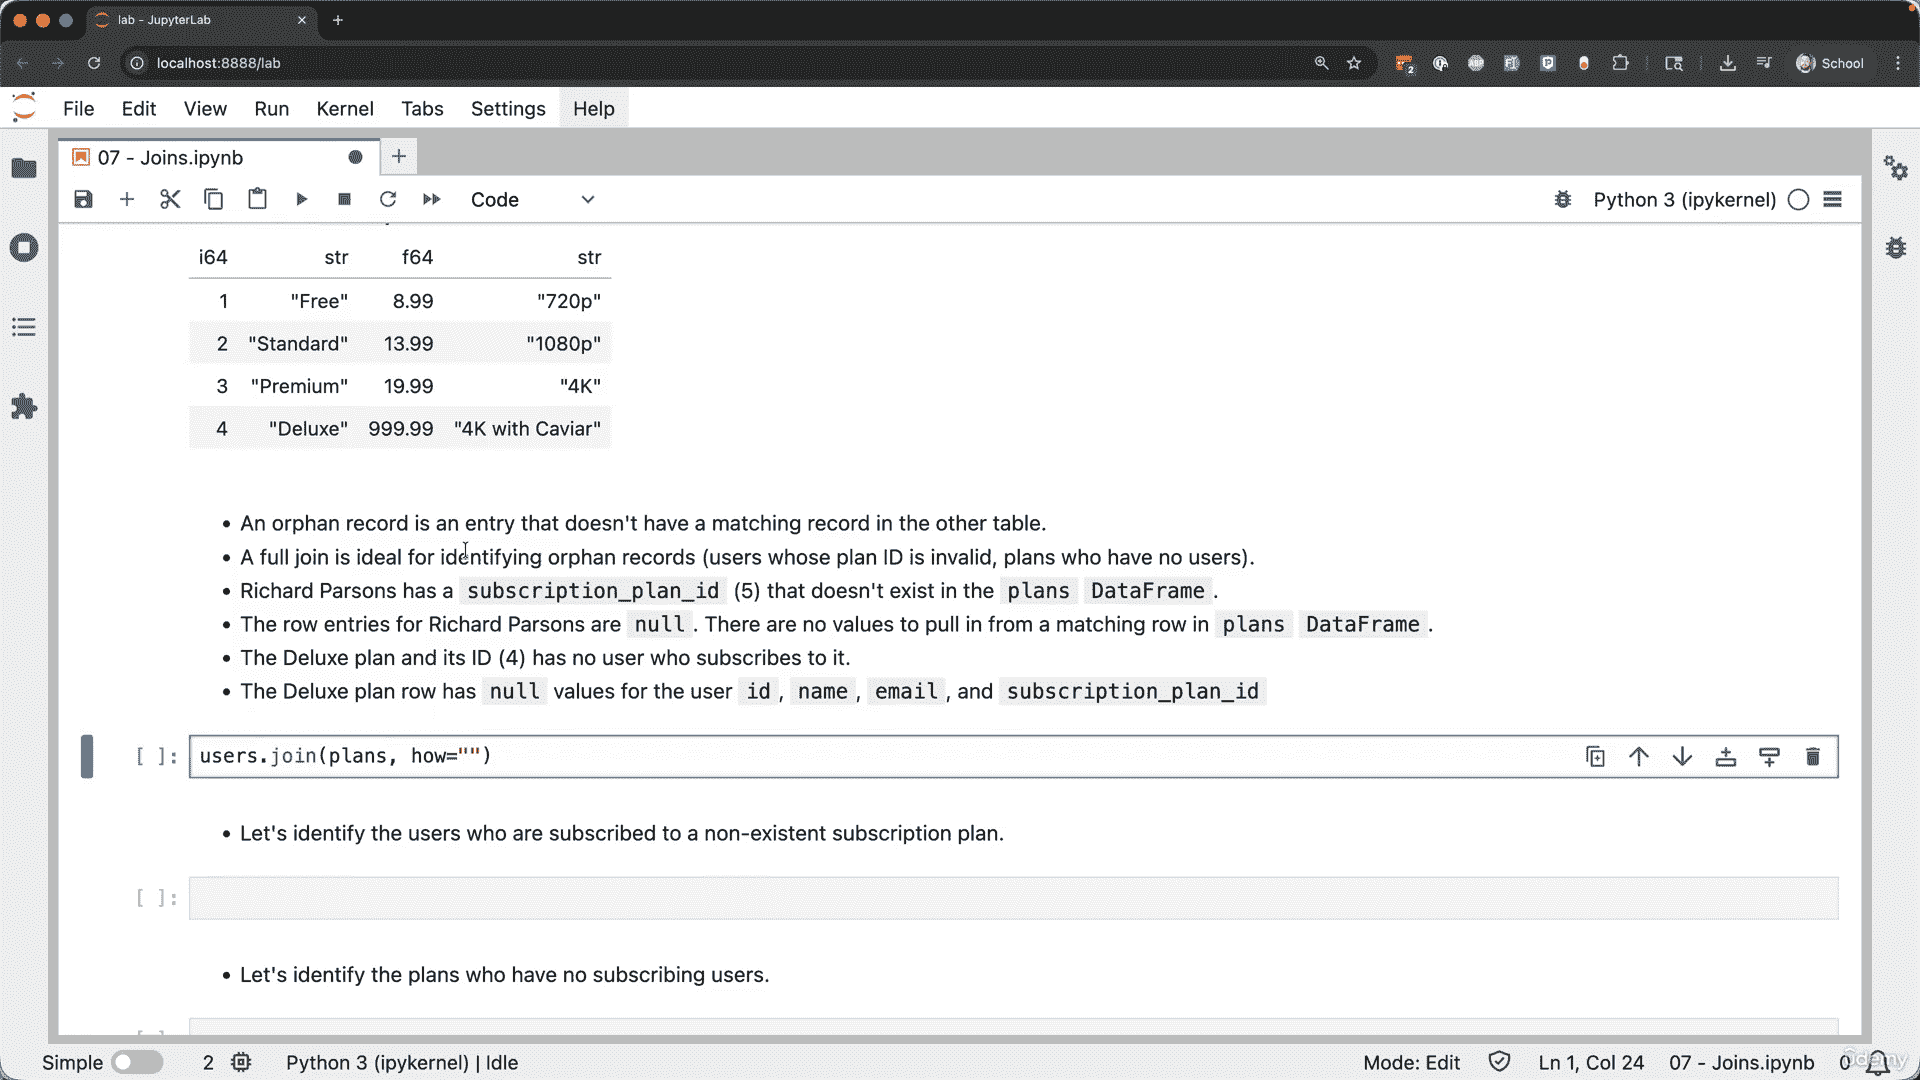 lab - JupyterLab
localhost:8888/lab
2
ABP
School
File Edit View Run Kernel Tabs Settings Help
07 - Joins.ipynb
Code
Python 3 (ipykernel)
i64 str f64 str
1 "Free" 8.99 "720p"
2 "Standard" 13.99 "1080p"
3 "Premium" 19.99 "4K"
4 "Deluxe" 999.99 "4K with Caviar"
• An orphan record is an entry that doesn't have a matching record in the other table.
• A full join is ideal for identifying orphan records (users whose plan ID is invalid, plans who have no users).
• Richard Parsons has a subscription_plan_id (5) that doesn't exist in the plans DataFrame.
• The row entries for Richard Parsons are null. There are no values to pull in from a matching row in plans DataFrame.
• The Deluxe plan and its ID (4) has no user who subscribes to it.
• The Deluxe plan row has null values for the user id, name, email, and subscription_plan_id
[ ]: users.join(plans, how="")
• Let's identify the users who are subscribed to a non-existent subscription plan.
[ ]:
• Let's identify the plans who have no subscribing users.
Simple 2 Python 3 (ipykernel) | Idle Mode: Edit Ln 1, Col 24 07 - Joins.ipynb 0
udemy